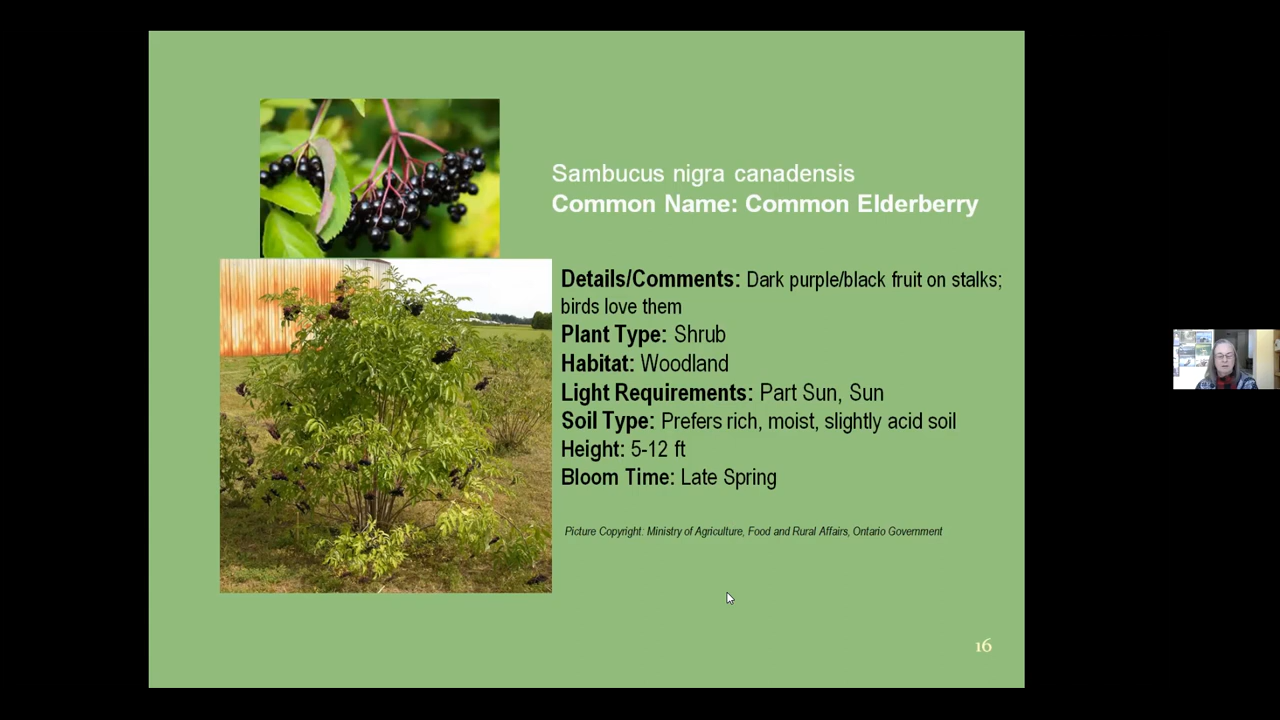 Sambucus nigra canadensis
Common Name: Common Elderberry
Details/Comments: Dark purple/black fruit on stalks;
birds love them
Plant Type: Shrub
Habitat: Woodland
Light Requirements: Part Sun, Sun
Soil Type: Prefers rich, moist, slightly acid soil
Height: 5-12 ft
Bloom Time: Late Spring
Picture Copyright: Ministry of Agriculture, Food and Rural Affairs, Ontario Government
16